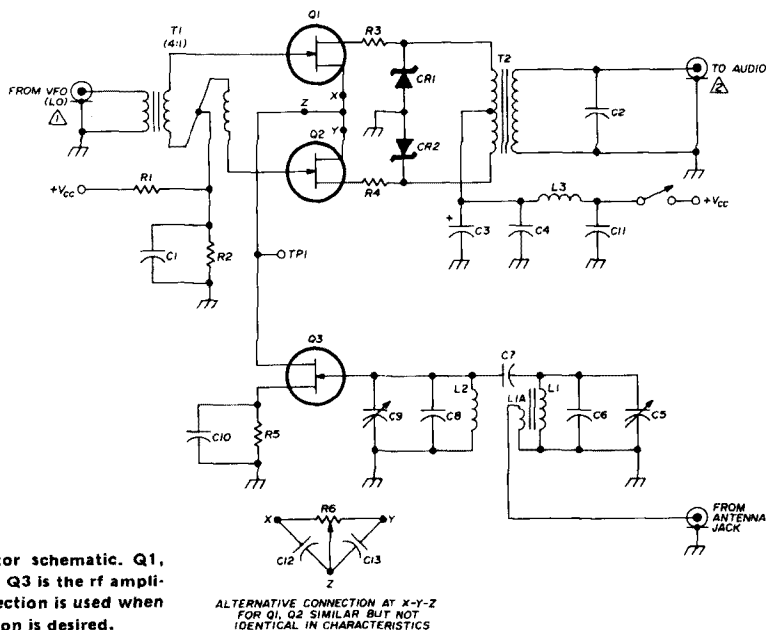 T1
(4:1)
Q1
R3
T2
FROM VFO
(LO)
1
CR1
TO AUDIO
2
X
Z
Y
C2
Q2
CR2
R4
+VCC
R1
L3
+VCC
C1
R2
C3
+
C4
C11
TP1
Q3
C7
L2
L1A
L1
C9
C8
C6
C5
C10
R5
R6
X
Y
C12
C13
Z
FROM
ANTENNA
JACK
tor schematic. Q1,
Q3 is the rf ampli-
ection is used when
on is desired.
ALTERNATIVE CONNECTION AT X-Y-Z
FOR Q1, Q2 SIMILAR BUT NOT
IDENTICAL IN CHARACTERISTICS